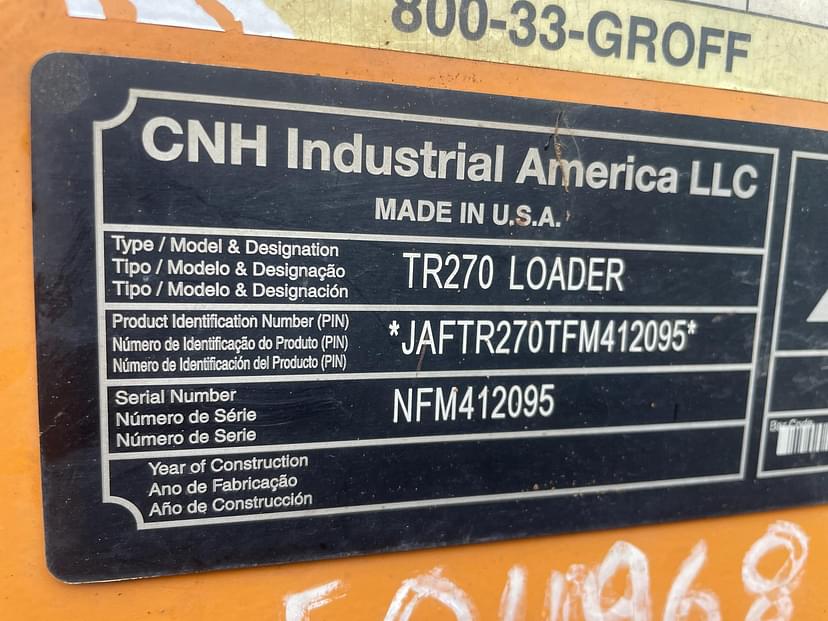 800-33-GROFF
CNH Industrial America LLC
MADE IN U.S.A.
Type / Model & Designation
Tipo / Modelo & Designação
Tipo / Modelo & Designación
TR270 LOADER
Product Identification Number (PIN)
Número de Identificação do Produto (PIN)
Número de Identificación del Producto (PIN)
*JAFTR270TFM412095*
Serial Number
Número de Série
Número de Serie
NFM412095
Year of Construction
Ano de Fabricação
Año de Construcción
Bar Code